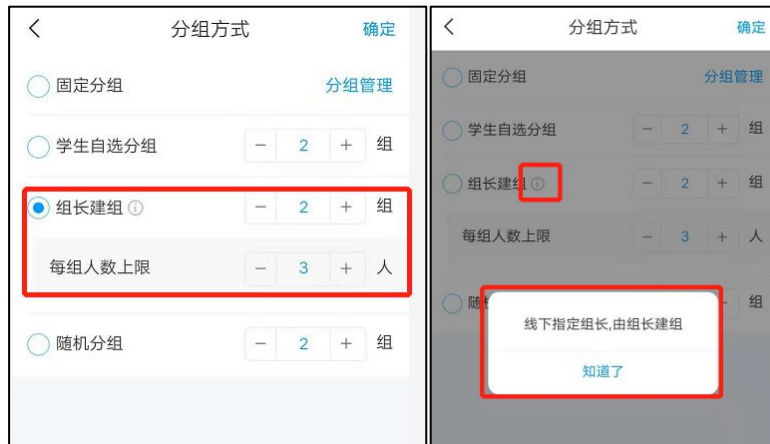 分组方式 确定
固定分组 分组管理
学生自选分组 － 2 ＋ 组
组长建组 － 2 ＋ 组
每组人数上限 － 3 ＋ 人
随机分组 － 2 ＋ 组
分组方式 确定
固定分组 分组管理
学生自选分组 － 2 ＋ 组
组长建组 － 2 ＋ 组
每组人数上限 － 3 ＋ 人
随 组
线下指定组长,由组长建组
知道了